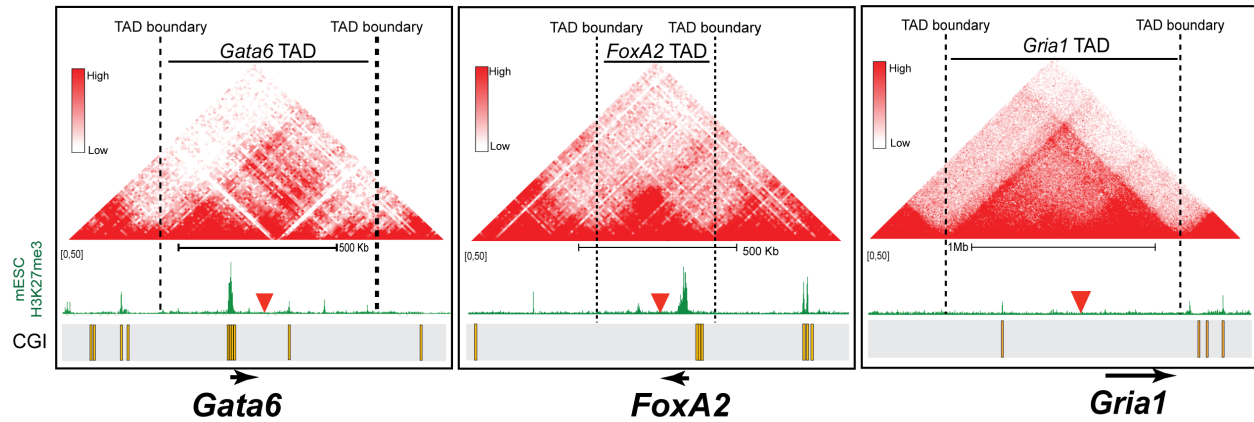 TAD boundary
TAD boundary
Gata6 TAD
High
Low
500 Kb
[0,50]
mESC
H3K27me3
CGI
Gata6
TAD boundary
TAD boundary
FoxA2 TAD
High
Low
500 Kb
[0,50]
FoxA2
TAD boundary
TAD boundary
Gria1 TAD
High
Low
1Mb
[0,50]
Gria1